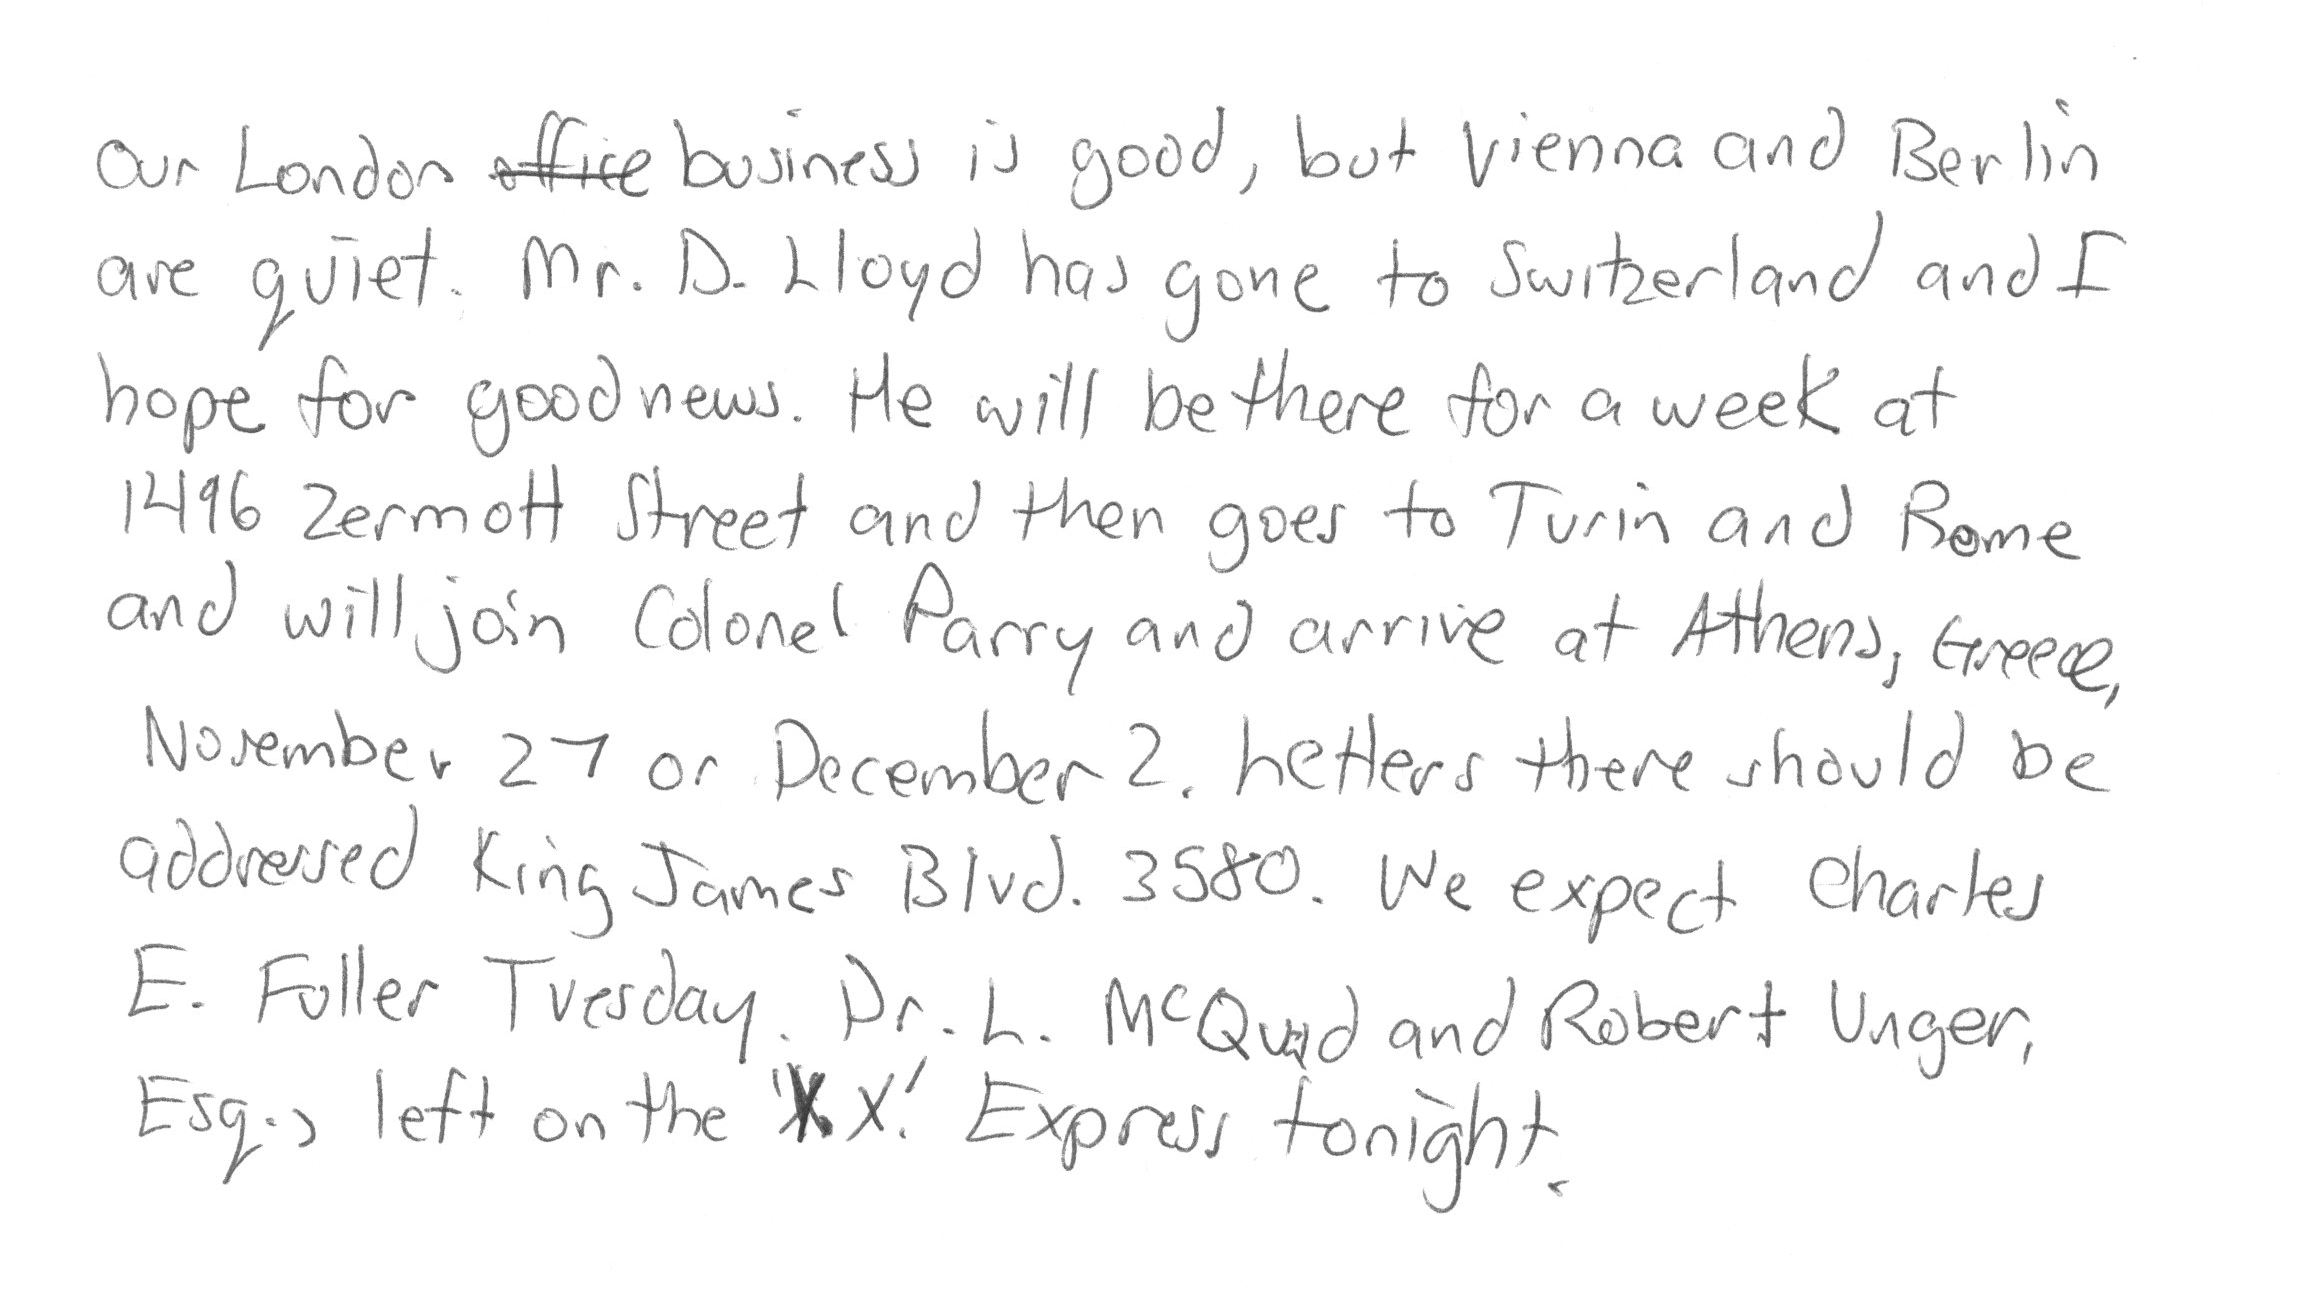 Our London ~~office~~ business is good, but Vienna and Berlin
are quiet. Mr. D. Lloyd has gone to Switzerland and I
hope for good news. He will be there for a week at
1496 Zermott Street and then goes to Turin and Rome
and will join Colonel Parry and arrive at Athens, Greece,
November 27 or December 2. Letters there should be
addressed King James Blvd. 3580. We expect Charles
E. Fuller Tuesday. Dr. L. McQuaid and Robert Unger,
Esq., left on the "X.X." Express tonight.